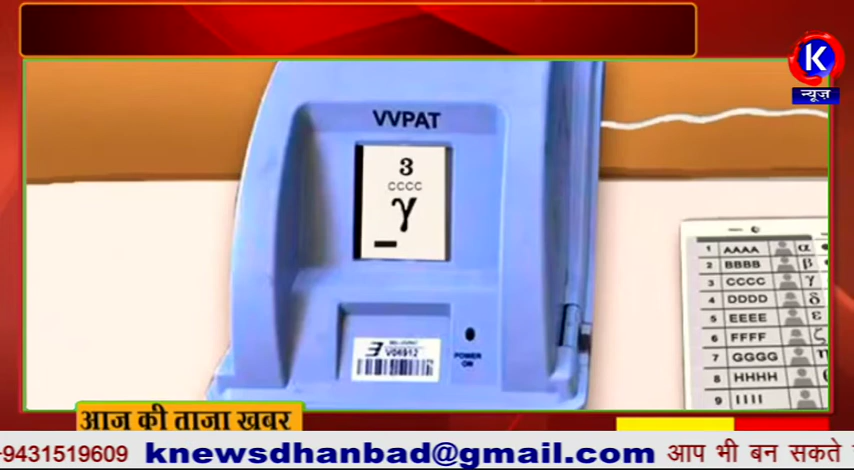 K
न्यूज़
VVPAT
3
CCCC
γ
V06912
POWER
ON
1 AAAA α
2 BBBB β
3 CCCC γ
4 DDDD δ
5 EEEE ε
6 FFFF ζ
7 GGGG η
8 HHHH θ
9 IIII
आज की ताजा खबर
-9431519609 knewsdhanbad@gmail.com आप भी बन सकते